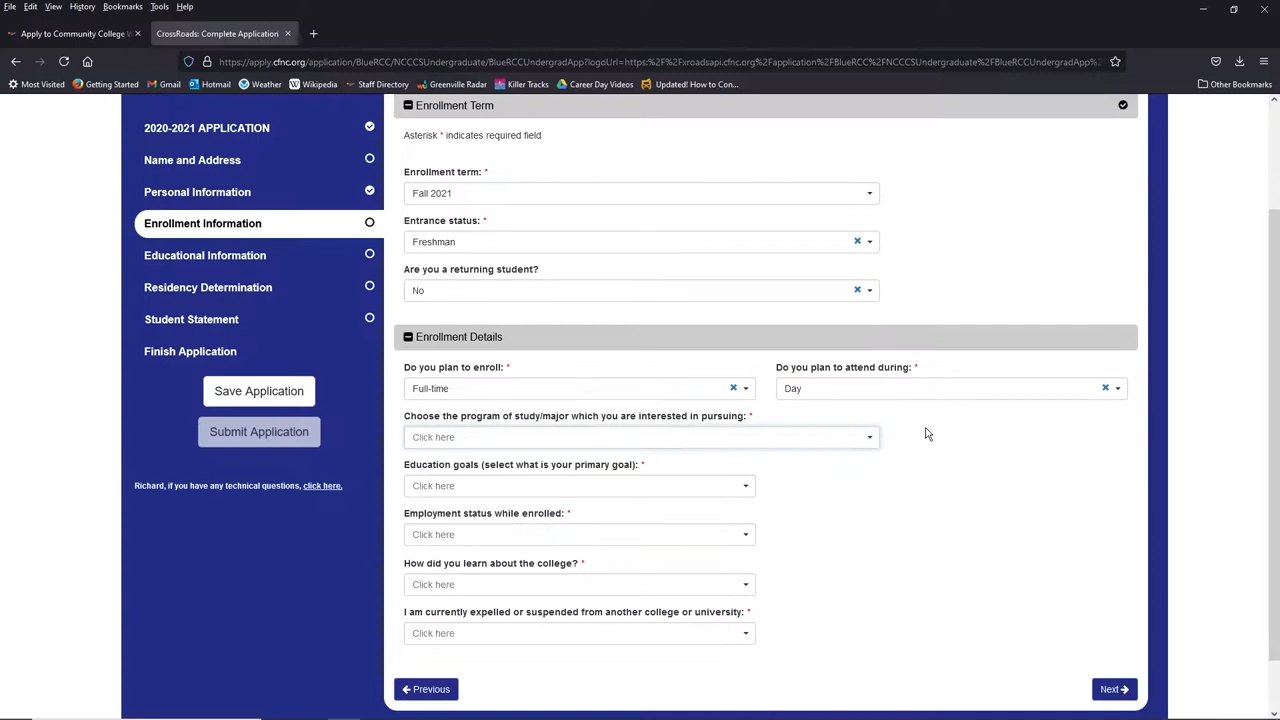 File Edit View History Bookmarks Tools Help
Apply to Community College W
CrossRoads: Complete Application
https://apply.cfnc.org/application/BlueRCC/NCCCSUndergraduate/BlueRCCUndergradApp?logoUrl=https:%2F%2Fxroadsapi.cfnc.org%2Fapplication%2FBlueRCC%2FNCCCSUndergraduate%2FBlueRCCUndergradApp%
Most Visited Getting Started Gmail Hotmail Weather Wikipedia Staff Directory Greenville Radar Killer Tracks Career Day Videos Updated! How to Con... Other Bookmarks
2020-2021 APPLICATION
Name and Address
Personal Information
Enrollment Information
Educational Information
Residency Determination
Student Statement
Finish Application
Save Application
Submit Application
Richard, if you have any technical questions, click here.
Enrollment Term
Asterisk * indicates required field
Enrollment term: *
Fall 2021
Entrance status: *
Freshman
Are you a returning student?
No
Enrollment Details
Do you plan to enroll: *
Full-time
Do you plan to attend during: *
Day
Choose the program of study/major which you are interested in pursuing: *
Click here
Education goals (select what is your primary goal): *
Click here
Employment status while enrolled: *
Click here
How did you learn about the college? *
Click here
I am currently expelled or suspended from another college or university: *
Click here
Previous
Next